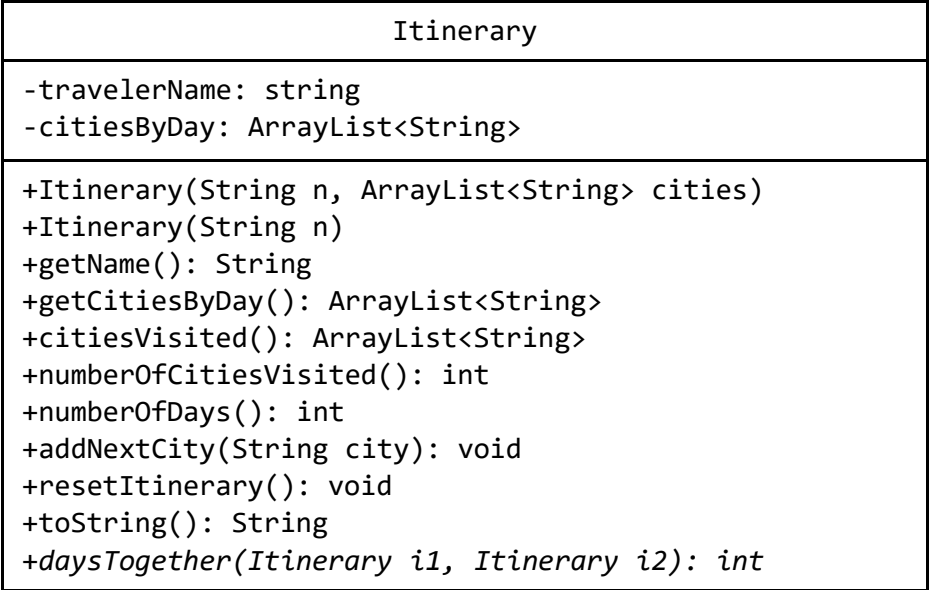 Itinerary
-travelerName: string
-citiesByDay: ArrayList<String>
+Itinerary(String n, ArrayList<String> cities)
+Itinerary(String n)
+getName(): String
+getCitiesByDay(): ArrayList<String>
+citiesVisited(): ArrayList<String>
+numberOfCitiesVisited(): int
+numberOfDays(): int
+addNextCity(String city): void
+resetItinerary(): void
+toString(): String
+daysTogether(Itinerary i1, Itinerary i2): int